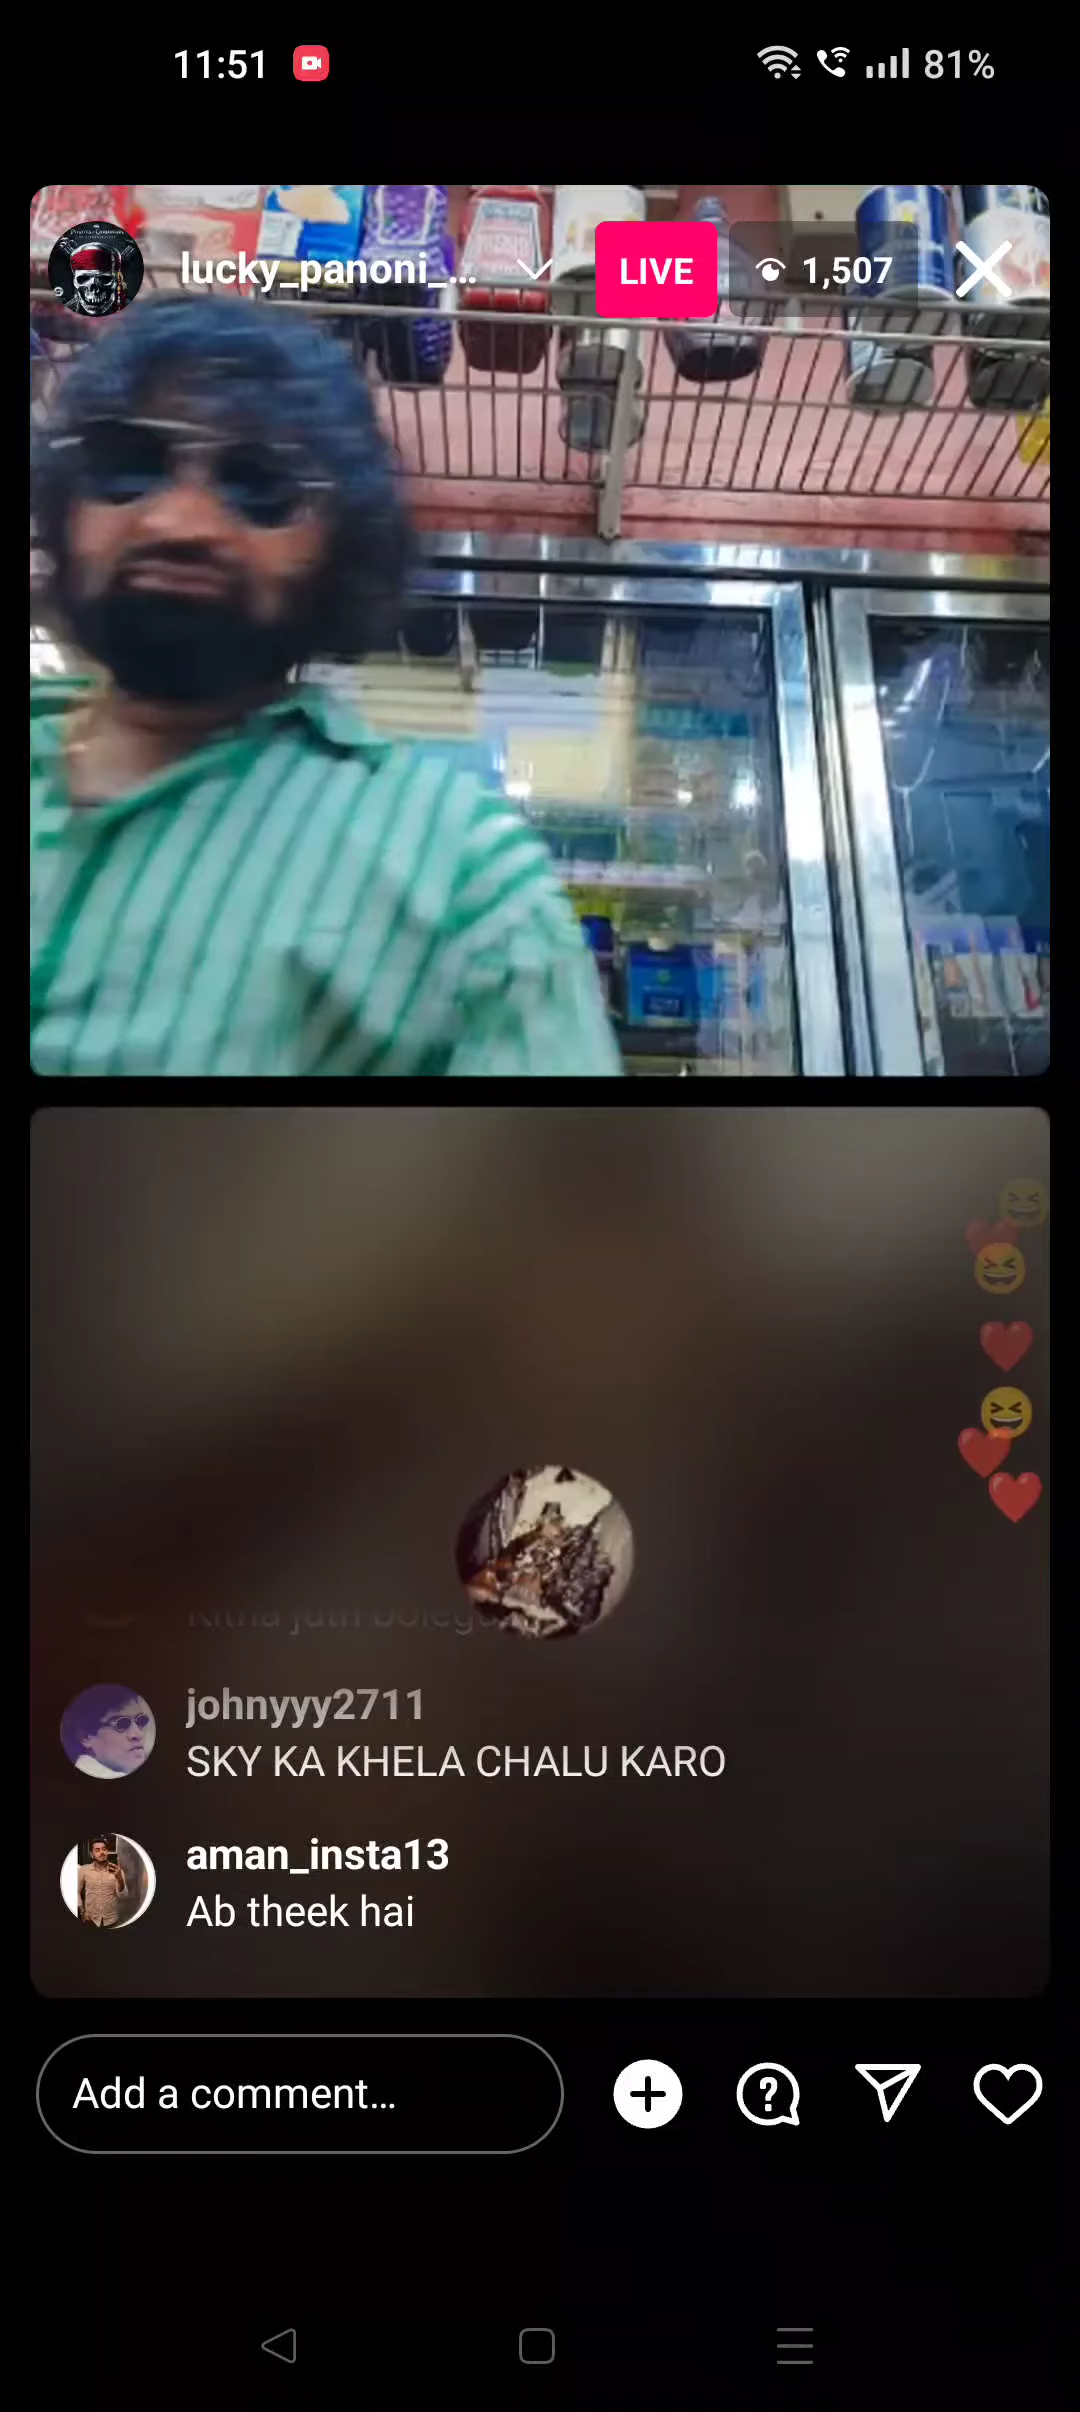 11:51
81%
lucky_panoni_...
LIVE
1,507
johnyyy2711
SKY KA KHELA CHALU KARO
aman_insta13
Ab theek hai
Add a comment...